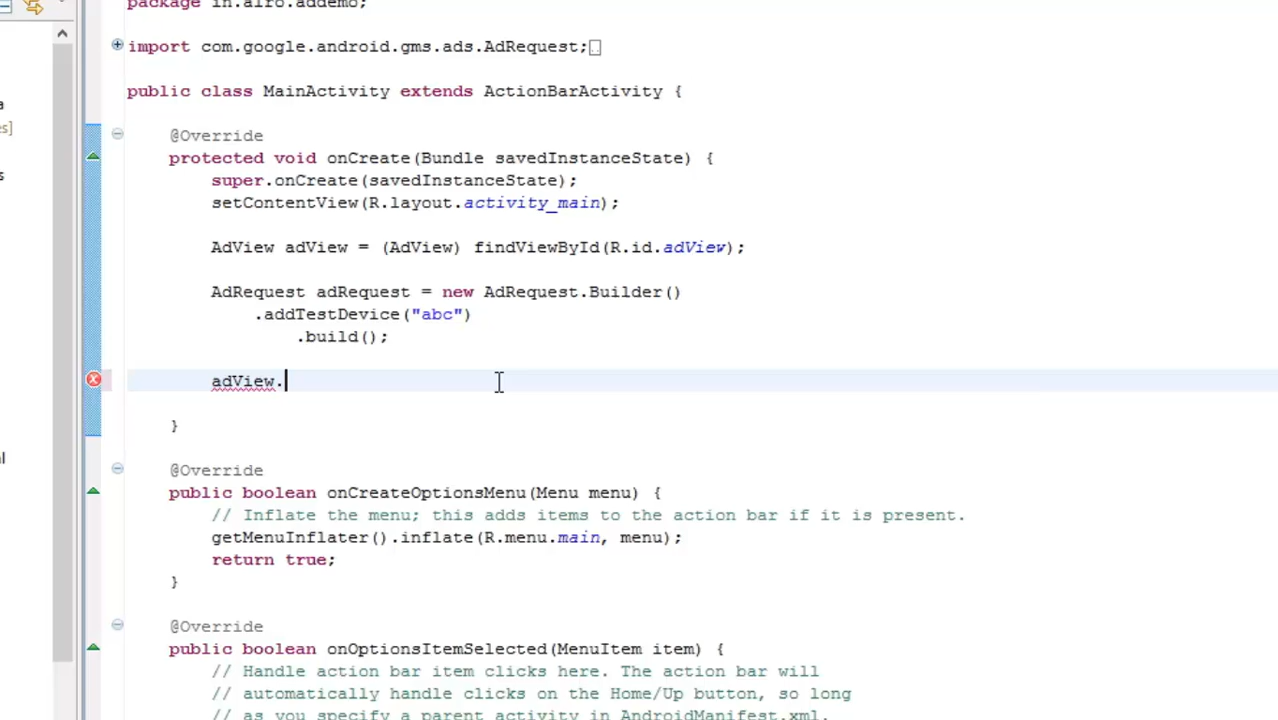 package in.alro.addemo;
import com.google.android.gms.ads.AdRequest;
public class MainActivity extends ActionBarActivity {
a
es]
@Override
protected void onCreate(Bundle savedInstanceState) {
s
super.onCreate(savedInstanceState);
setContentView(R.layout.activity_main);
AdView adView = (AdView) findViewById(R.id.adView);
AdRequest adRequest = new AdRequest.Builder()
.addTestDevice("abc")
.build();
adView.
}
l
@Override
public boolean onCreateOptionsMenu(Menu menu) {
// Inflate the menu; this adds items to the action bar if it is present.
getMenuInflater().inflate(R.menu.main, menu);
return true;
}
@Override
public boolean onOptionsItemSelected(MenuItem item) {
// Handle action bar item clicks here. The action bar will
// automatically handle clicks on the Home/Up button, so long
// as you specify a parent activity in AndroidManifest.xml.